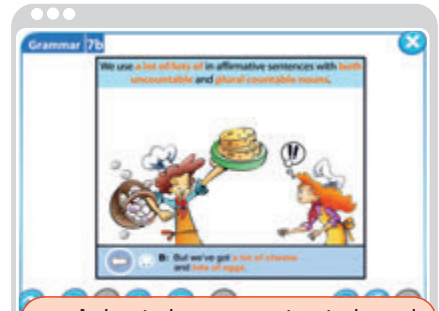 Grammar 7b
We use a lot of/lots of in affirmative sentences with both
uncountable and plural countable nouns.
!!
B: But we've got a lot of cheese
and lots of eggs.